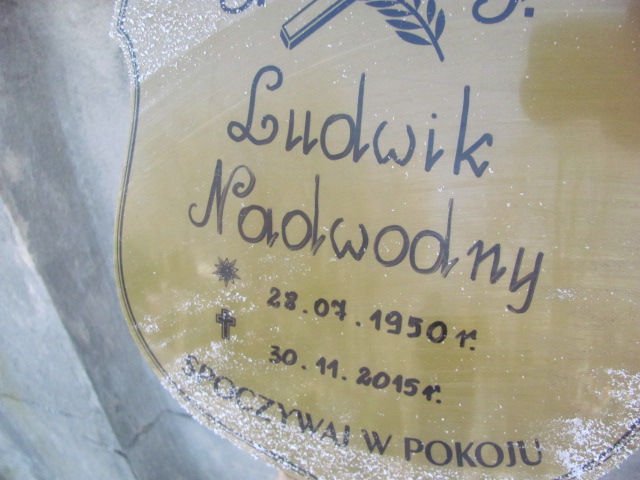 Ludwik
Nadwodny
28.07.1950 r.
30.11.2015 r.
SPOCZYWAJ W POKOJU